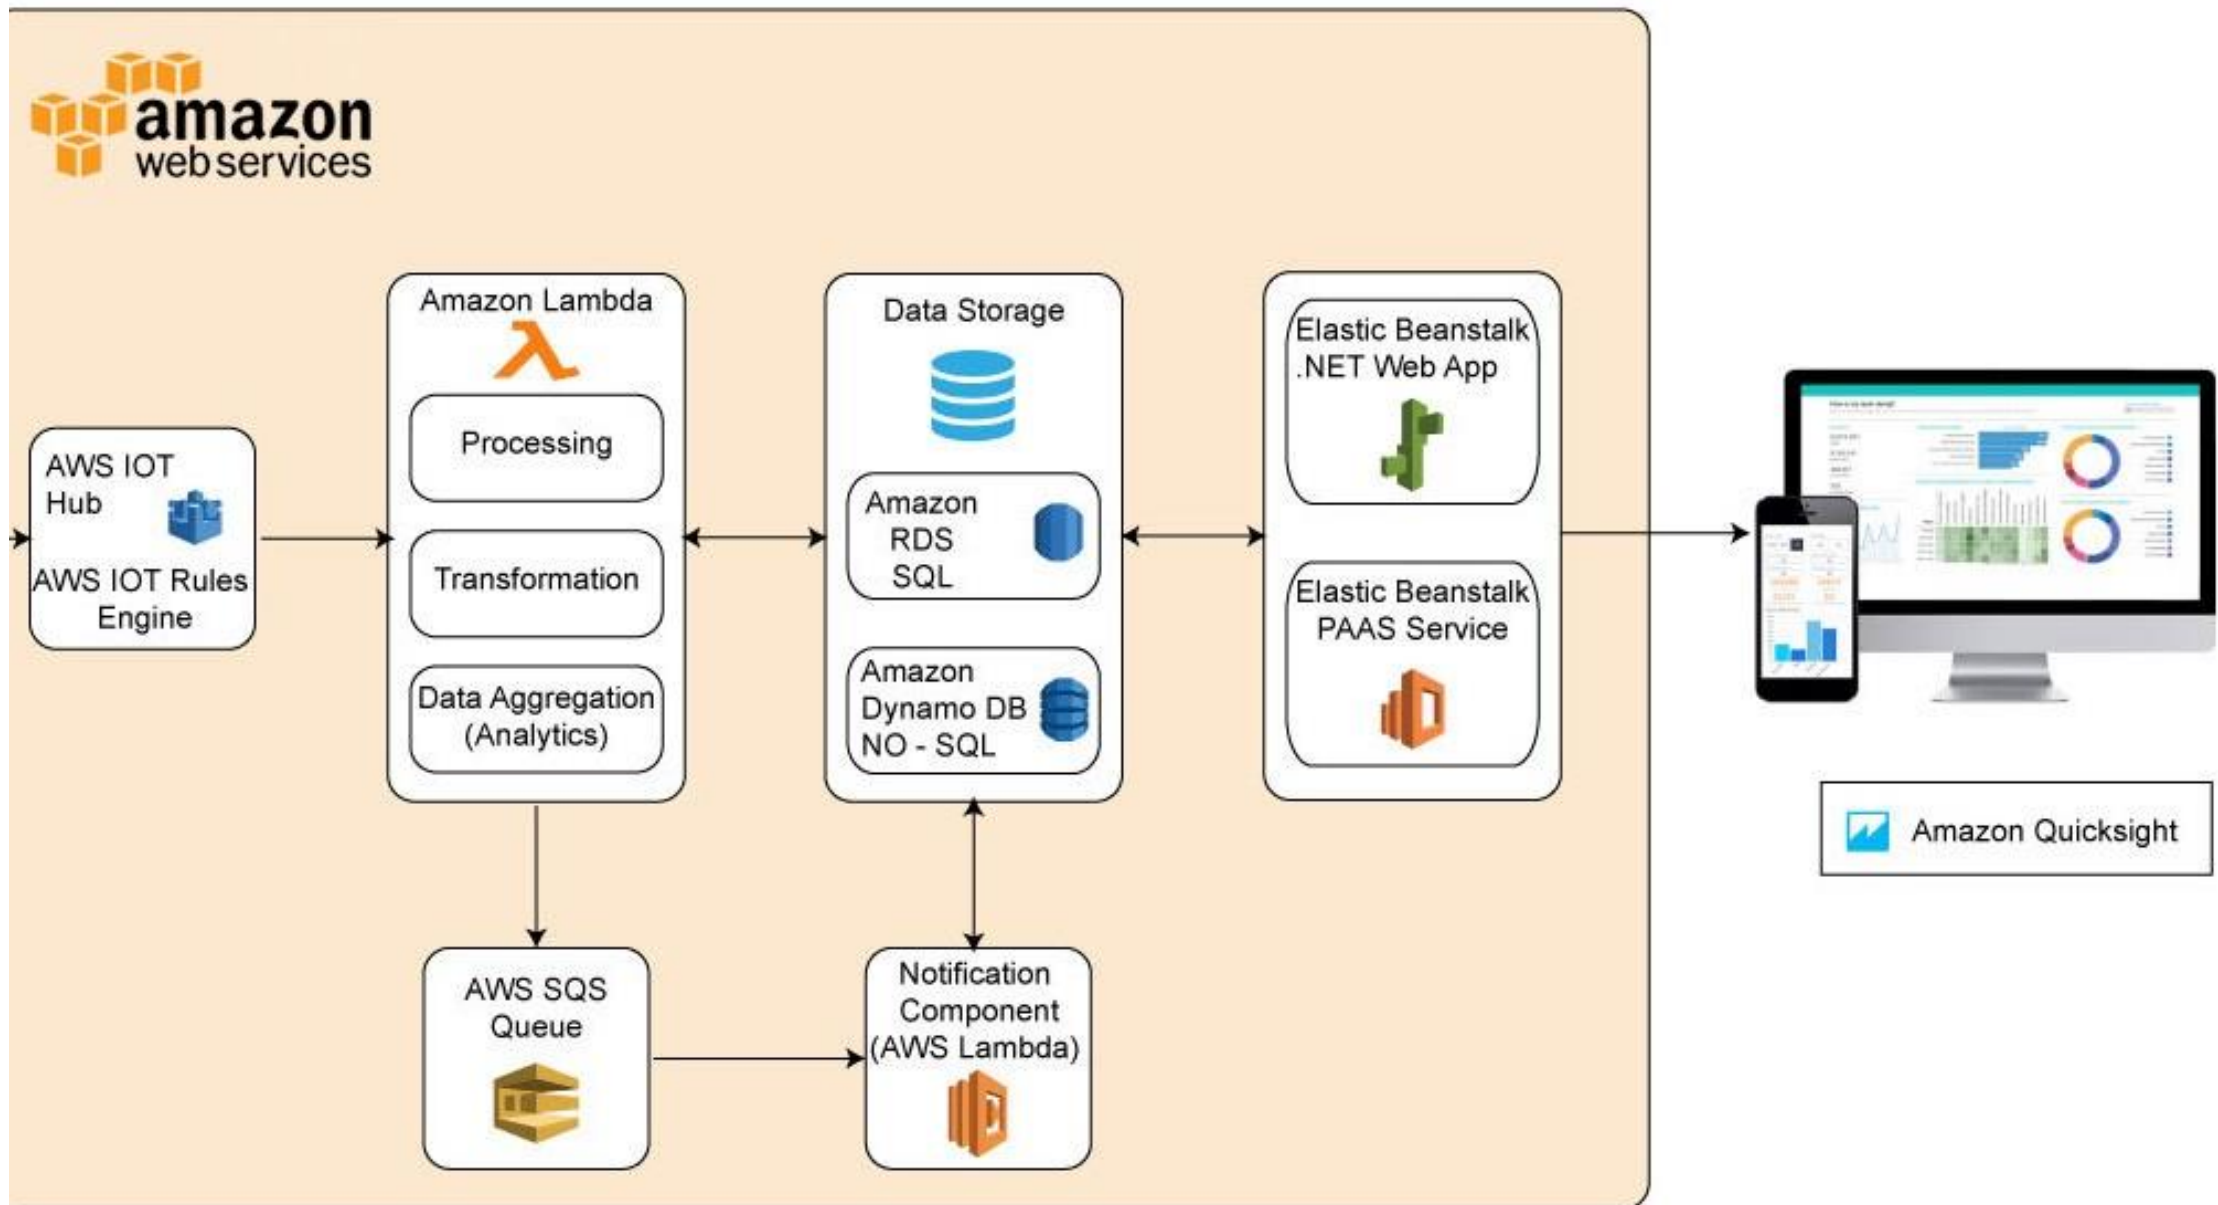 amazon
web services
Amazon Lambda
Processing
Transformation
Data Aggregation
(Analytics)
AWS IOT
Hub
AWS IOT Rules
Engine
Data Storage
Amazon
RDS
SQL
Amazon
Dynamo DB
NO - SQL
Elastic Beanstalk
.NET Web App
Elastic Beanstalk
PAAS Service
Amazon Quicksight
AWS SQS
Queue
Notification
Component
(AWS Lambda)